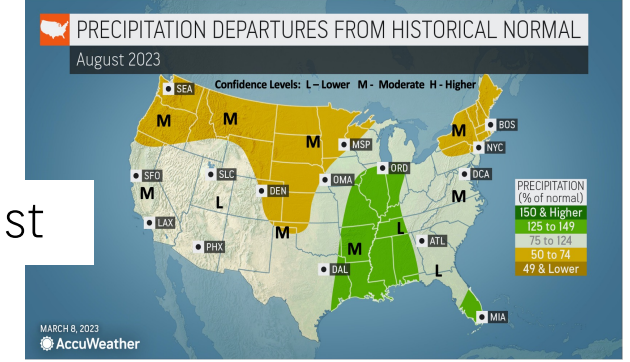 PRECIPITATION DEPARTURES FROM HISTORICAL NORMAL
August 2023
Confidence Levels: L – Lower M - Moderate H - Higher
SEA
M
M
M
MSP
M
BOS
NYC
SFO
M
SLC
L
DEN
OMA
ORD
DCA
M
LAX
PHX
M
M
L
ATL
DAL
L
MIA
st
PRECIPITATION
(% of normal)
150 & Higher
125 to 149
75 to 124
50 to 74
49 & Lower
MARCH 8, 2023
AccuWeather